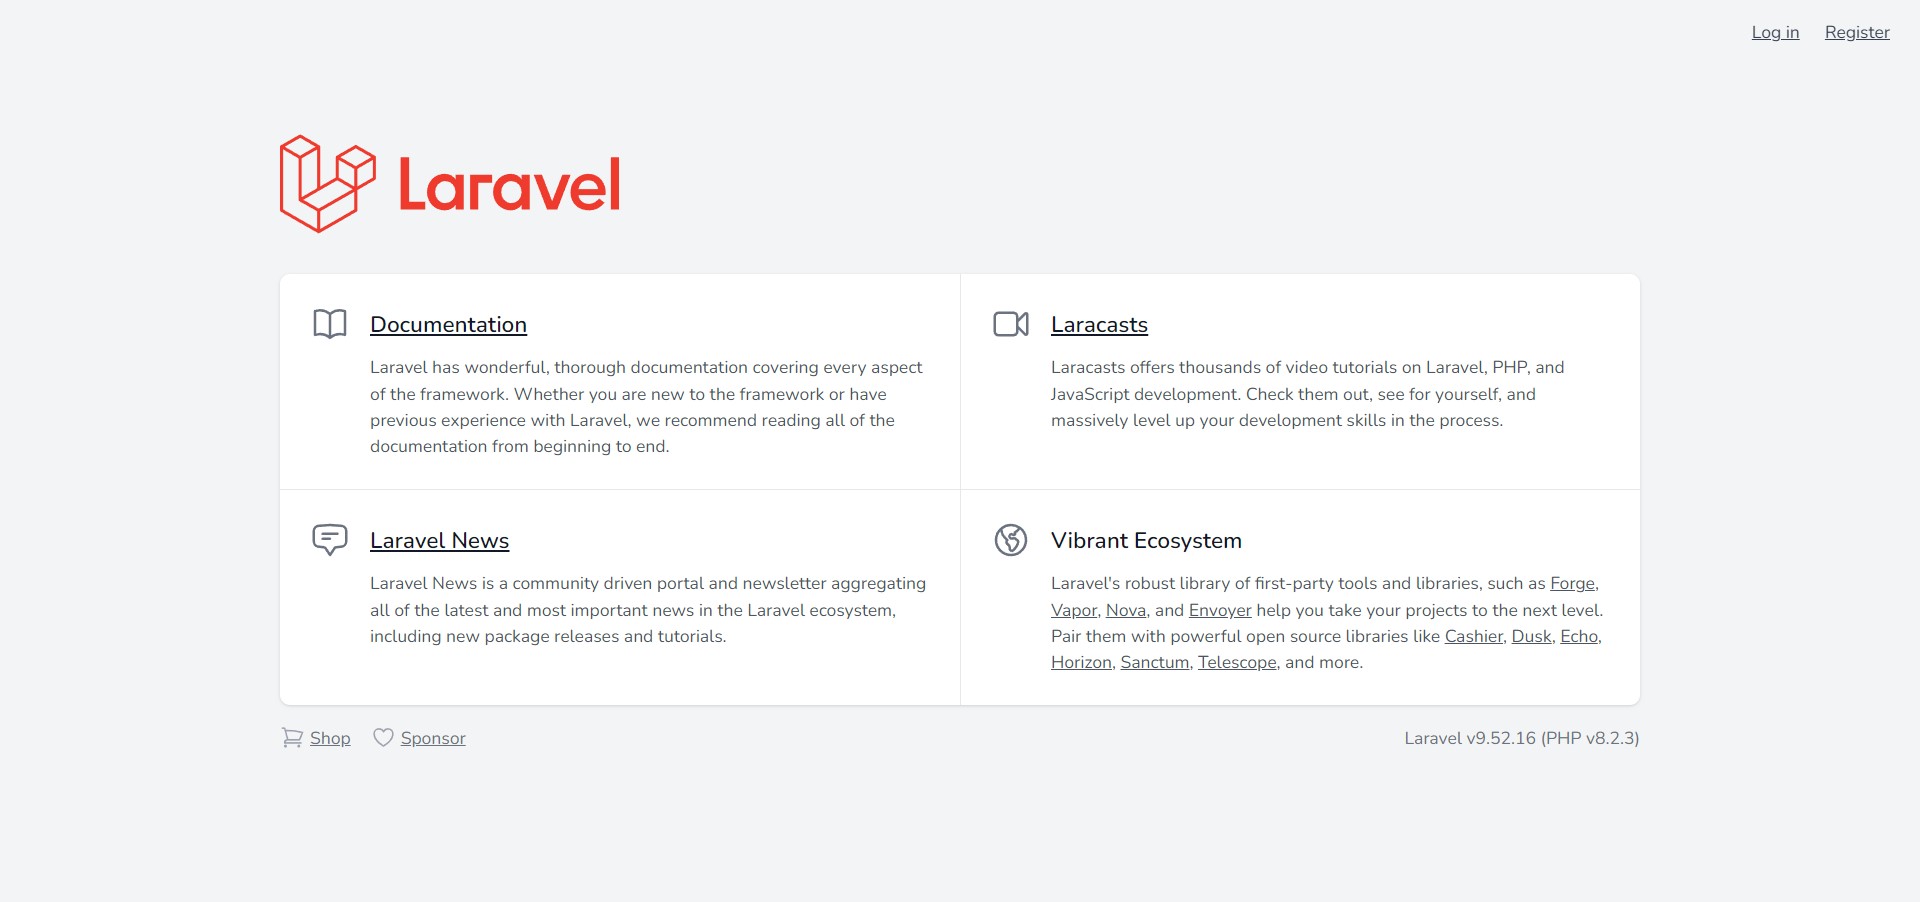 Log in Register
Laravel
Documentation
Laravel has wonderful, thorough documentation covering every aspect
of the framework. Whether you are new to the framework or have
previous experience with Laravel, we recommend reading all of the
documentation from beginning to end.
Laracasts
Laracasts offers thousands of video tutorials on Laravel, PHP, and
JavaScript development. Check them out, see for yourself, and
massively level up your development skills in the process.
Laravel News
Laravel News is a community driven portal and newsletter aggregating
all of the latest and most important news in the Laravel ecosystem,
including new package releases and tutorials.
Vibrant Ecosystem
Laravel's robust library of first-party tools and libraries, such as Forge,
Vapor, Nova, and Envoyer help you take your projects to the next level.
Pair them with powerful open source libraries like Cashier, Dusk, Echo,
Horizon, Sanctum, Telescope, and more.
Shop Sponsor
Laravel v9.52.16 (PHP v8.2.3)